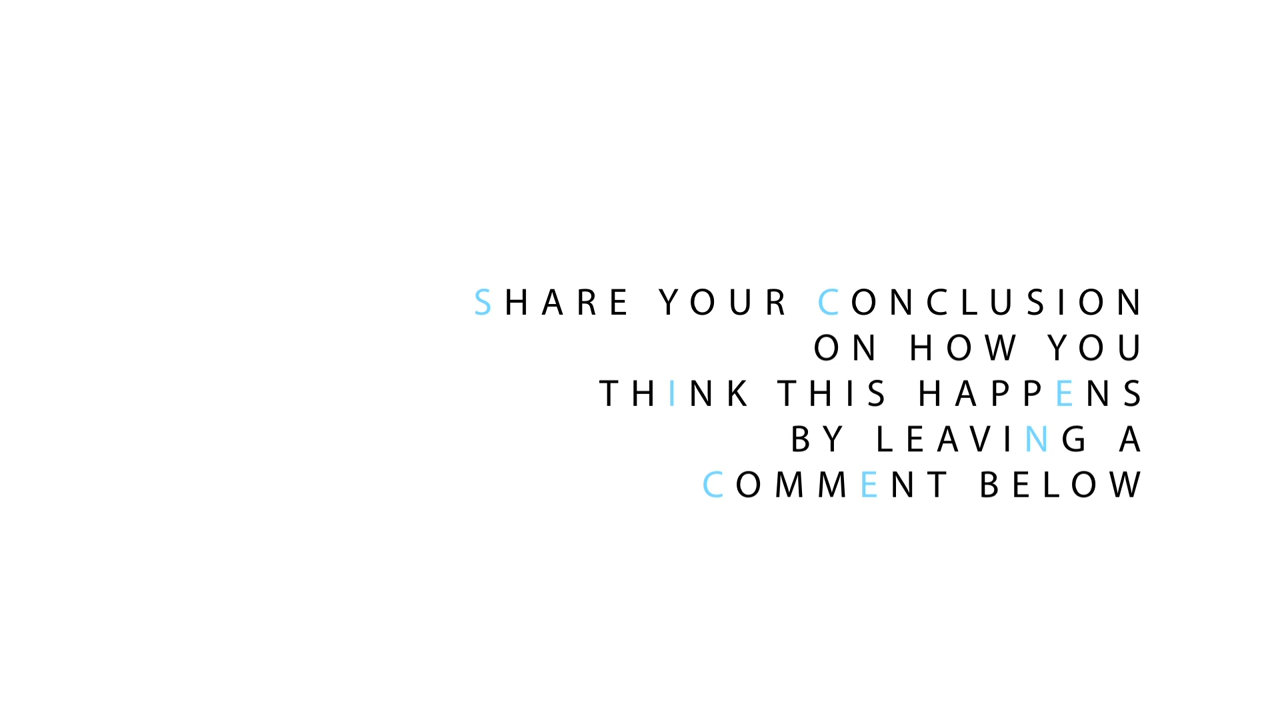 SHARE YOUR CONCLUSION
ON HOW YOU
THINK THIS HAPPENS
BY LEAVING A
COMMENT BELOW